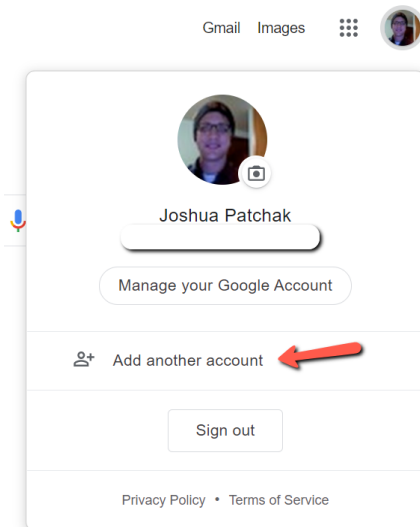 Gmail Images
Joshua Patchak
Manage your Google Account
Add another account
Sign out
Privacy Policy • Terms of Service